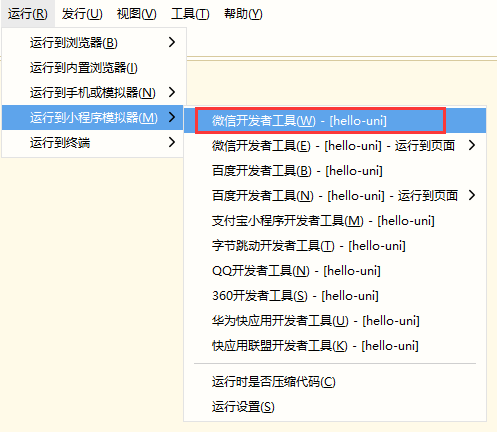 运行(R) 发行(U) 视图(V) 工具(T) 帮助(Y)
运行到浏览器(B)
运行到内置浏览器(I)
运行到手机或模拟器(N)
运行到小程序模拟器(M)
运行到终端
微信开发者工具(W) - [hello-uni]
微信开发者工具(E) - [hello-uni] - 运行到页面
百度开发者工具(B) - [hello-uni]
百度开发者工具(N) - [hello-uni] - 运行到页面
支付宝小程序开发者工具(M) - [hello-uni]
字节跳动开发者工具(T) - [hello-uni]
QQ开发者工具(N) - [hello-uni]
360开发者工具(S) - [hello-uni]
华为快应用开发者工具(U) - [hello-uni]
快应用联盟开发者工具(K) - [hello-uni]
运行时是否压缩代码(C)
运行设置(S)